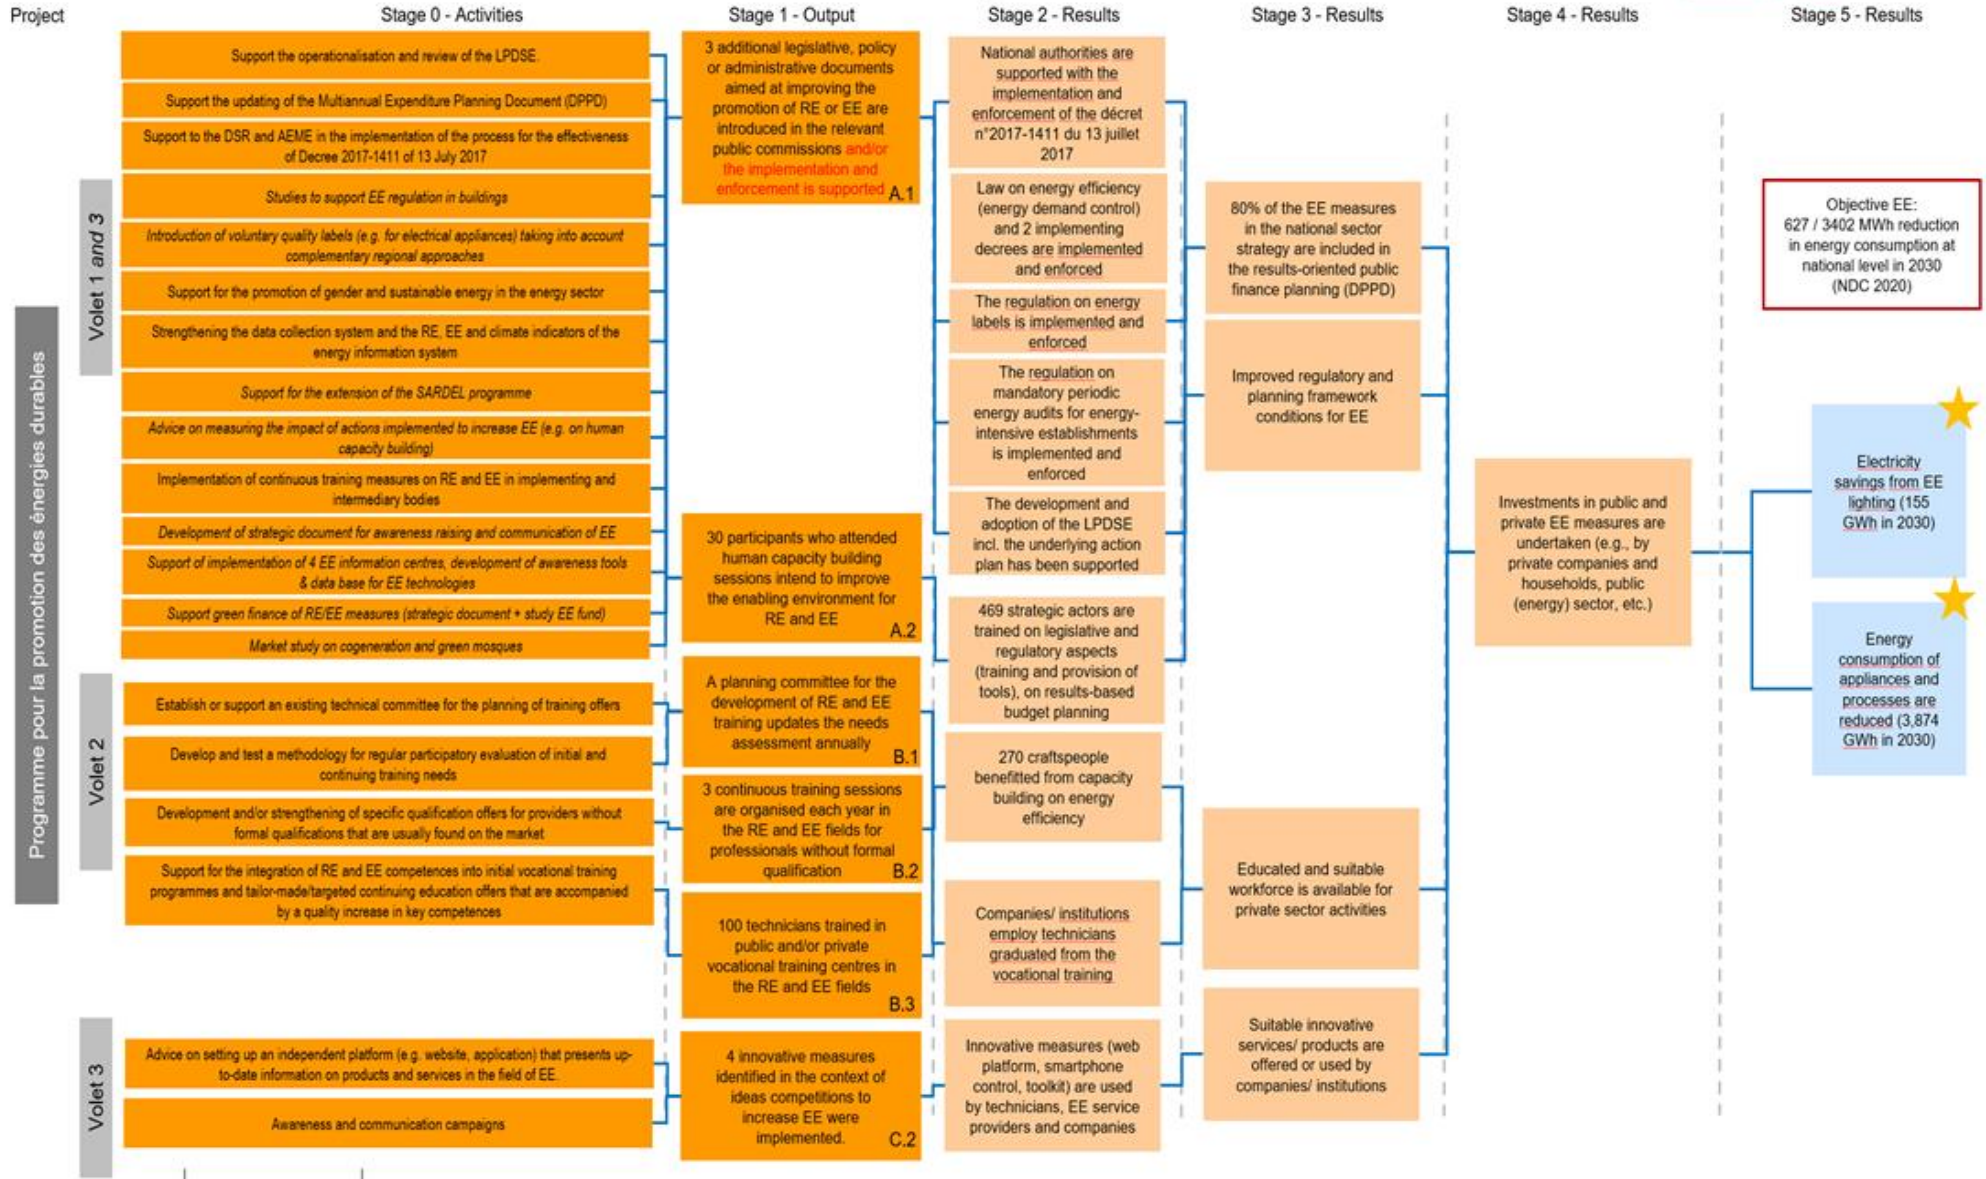 Project
Stage 0 - Activities
Stage 1 - Output
Stage 2 - Results
Stage 3 - Results
Stage 4 - Results
Stage 5 - Results
Programme pour la promotion des énergies durables
Volet 1 and 3
Support the operationalisation and review of the LPDSE.
Support the updating of the Multiannual Expenditure Planning Document (DPPD)
Support to the DSR and AEME in the implementation of the process for the effectiveness
of Decree 2017-1411 of 13 July 2017
Studies to support EE regulation in buildings
Introduction of voluntary quality labels (e.g. for electrical appliances) taking into account
complementary regional approaches
Support for the promotion of gender and sustainable energy in the energy sector
Strengthening the data collection system and the RE, EE and climate indicators of the
energy information system
Support for the extension of the SARDEL programme
Advice on measuring the impact of actions implemented to increase EE (e.g. on human
capacity building)
Implementation of continuous training measures on RE and EE in implementing and
intermediary bodies
Development of strategic document for awareness raising and communication of EE
Support of implementation of 4 EE information centres, development of awareness tools
& data base for EE technologies
Support green finance of RE/EE measures (strategic document + study EE fund)
Market study on cogeneration and green mosques
Volet 2
Establish or support an existing technical committee for the planning of training offers
Develop and test a methodology for regular participatory evaluation of initial and
continuing training needs
Development and/or strengthening of specific qualification offers for providers without
formal qualifications that are usually found on the market
Support for the integration of RE and EE competences into initial vocational training
programmes and tailor-made/targeted continuing education offers that are accompanied
by a quality increase in key competences
Volet 3
Advice on setting up an independent platform (e.g. website, application) that presents up-
to-date information on products and services in the field of EE.
Awareness and communication campaigns
3 additional legislative, policy
or administrative documents
aimed at improving the
promotion of RE or EE are
introduced in the relevant
public commissions and/or
the implementation and
enforcement is supported
A.1
30 participants who attended
human capacity building
sessions intend to improve
the enabling environment for
RE and EE
A.2
A planning committee for the
development of RE and EE
training updates the needs
assessment annually
B.1
3 continuous training sessions
are organised each year in
the RE and EE fields for
professionals without formal
qualification
B.2
100 technicians trained in
public and/or private
vocational training centres in
the RE and EE fields
B.3
4 innovative measures
identified in the context of
ideas competitions to
increase EE were
implemented.
C.2
National authorities are
supported with the
implementation and
enforcement of the décret
n°2017-1411 du 13 juillet
2017
Law on energy efficiency
(energy demand control)
and 2 implementing
decrees are implemented
and enforced
The regulation on energy
labels is implemented and
enforced
The regulation on
mandatory periodic
energy audits for energy-
intensive establishments
is implemented and
enforced
The development and
adoption of the LPDSE
incl. the underlying action
plan has been supported
469 strategic actors are
trained on legislative and
regulatory aspects
(training and provision of
tools), on results-based
budget planning
270 craftspeople
benefitted from capacity
building on energy
efficiency
Companies/ institutions
employ technicians
graduated from the
vocational training
Innovative measures (web
platform, smartphone
control, toolkit) are used
by technicians, EE service
providers and companies
80% of the EE measures
in the national sector
strategy are included in
the results-oriented public
finance planning (DPPD)
Improved regulatory and
planning framework
conditions for EE
Educated and suitable
workforce is available for
private sector activities
Suitable innovative
services/ products are
offered or used by
companies/ institutions
Investments in public and
private EE measures are
undertaken (e.g., by
private companies and
households, public
(energy) sector, etc.)
Objective EE:
627 / 3402 MWh reduction
in energy consumption at
national level in 2030
(NDC 2020)
Electricity
savings from EE
lighting (155
GWh in 2030)
Energy
consumption of
appliances and
processes are
reduced (3,874
GWh in 2030)